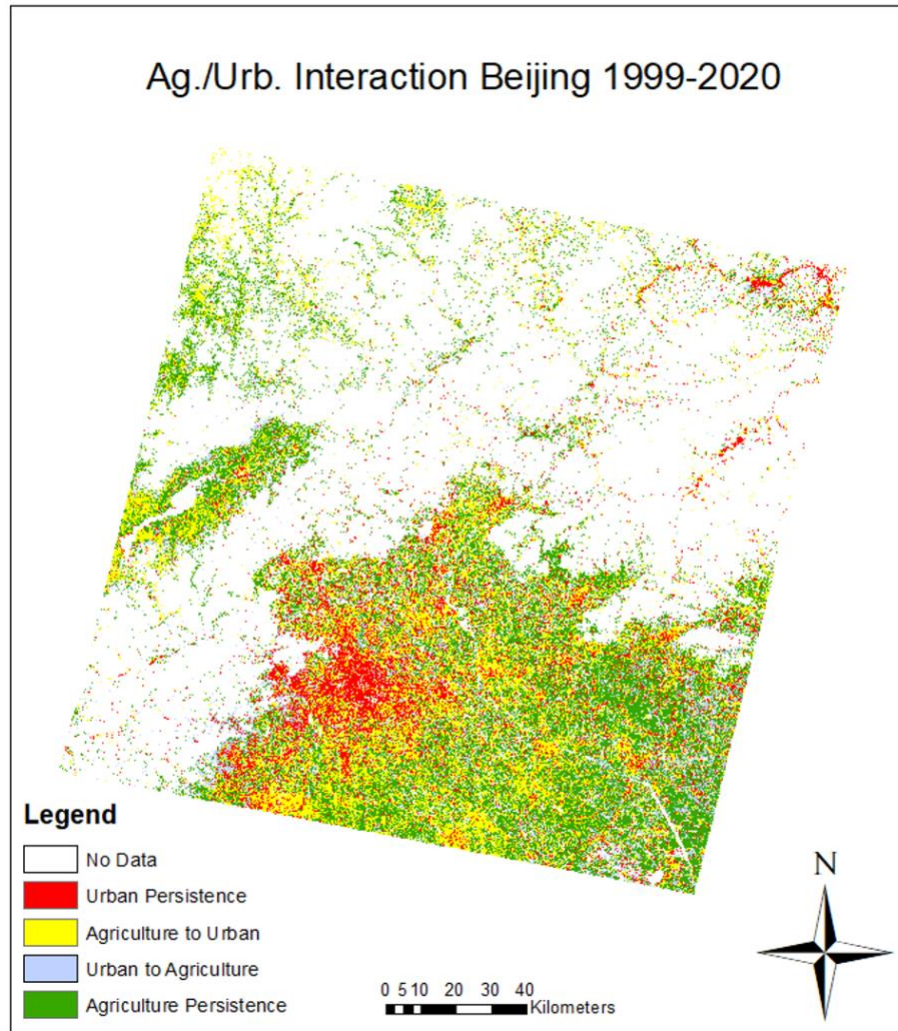 Ag./Urb. Interaction Beijing 1999-2020
Legend
No Data
Urban Persistence
Agriculture to Urban
Urban to Agriculture
Agriculture Persistence
0 5 10 20 30 40
Kilometers
N